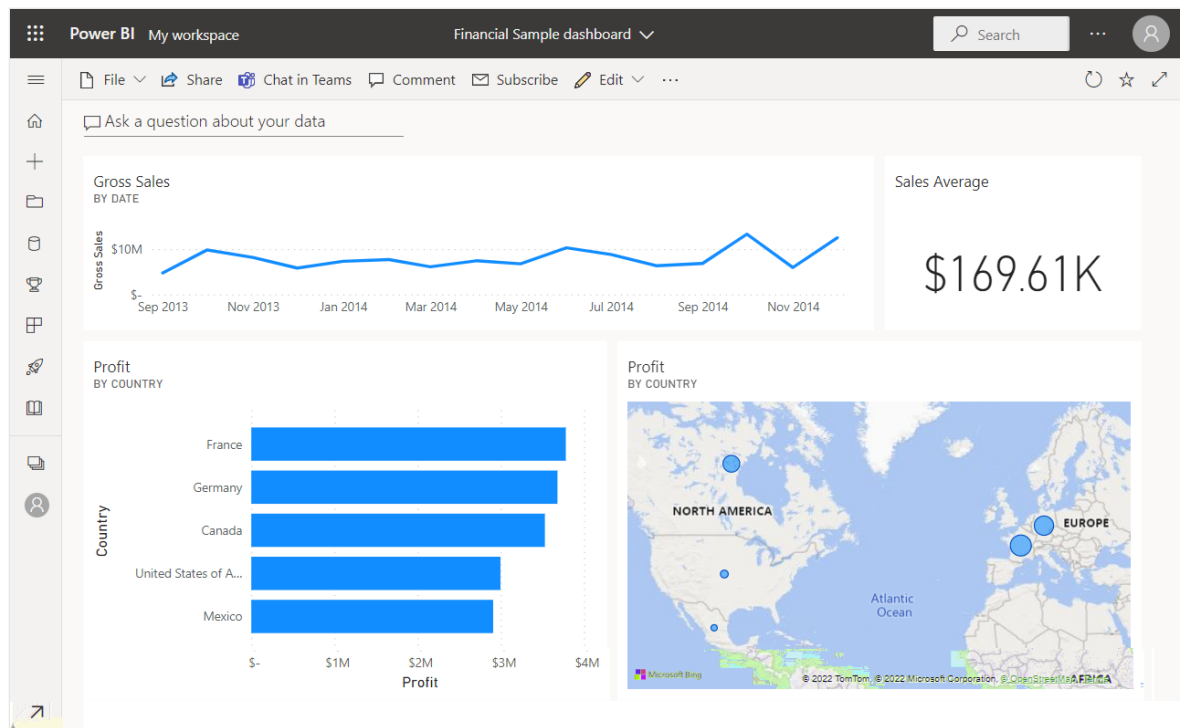 Power BI My workspace Financial Sample dashboard Search
File Share Chat in Teams Comment Subscribe Edit
Ask a question about your data
Gross Sales
BY DATE
Gross Sales
$10M
$-
Sep 2013 Nov 2013 Jan 2014 Mar 2014 May 2014 Jul 2014 Sep 2014 Nov 2014
Sales Average
$169.61K
Profit
BY COUNTRY
Country
France
Germany
Canada
United States of A...
Mexico
$- $1M $2M $3M $4M
Profit
Profit
BY COUNTRY
NORTH AMERICA
EUROPE
Atlantic
Ocean
AFRICA
Microsoft Bing
© 2022 TomTom, © 2022 Microsoft Corporation, © OpenStreetMap